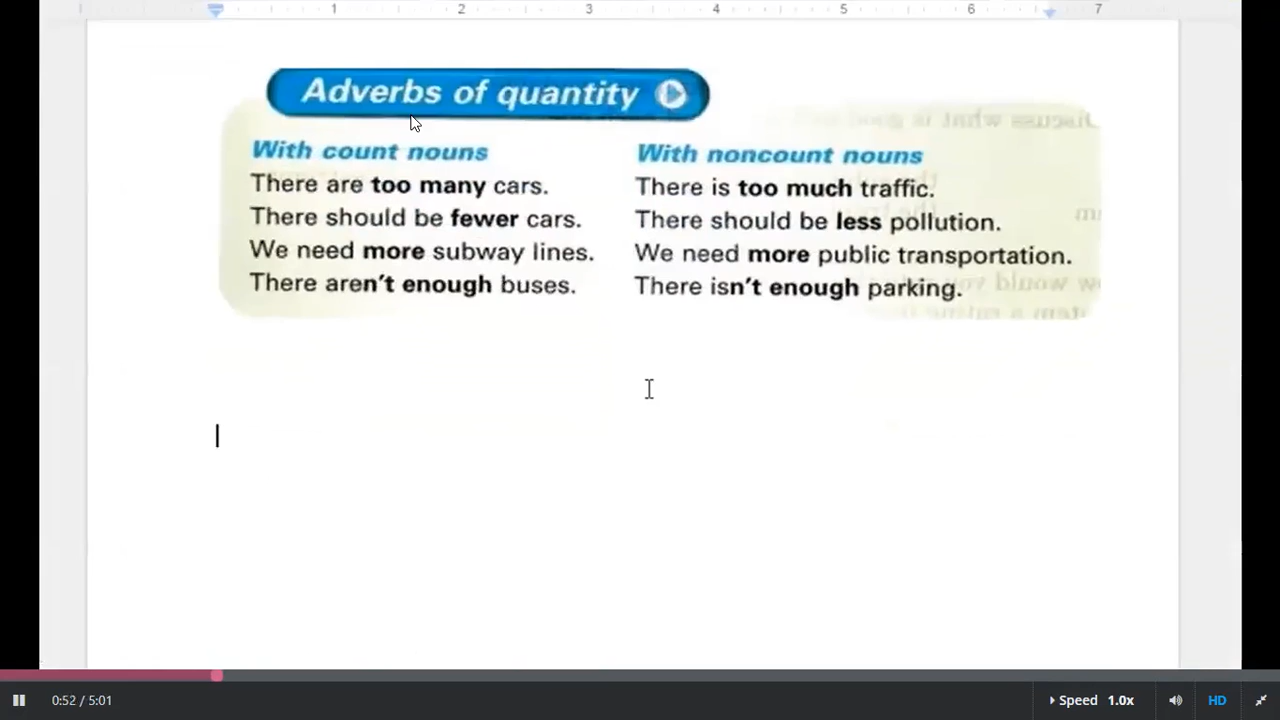 1 2 3 4 5 6 7
Adverbs of quantity
With count nouns
There are too many cars.
There should be fewer cars.
We need more subway lines.
There aren't enough buses.
With noncount nouns
There is too much traffic.
There should be less pollution.
We need more public transportation.
There isn't enough parking.
0:52 / 5:01
Speed 1.0x
HD